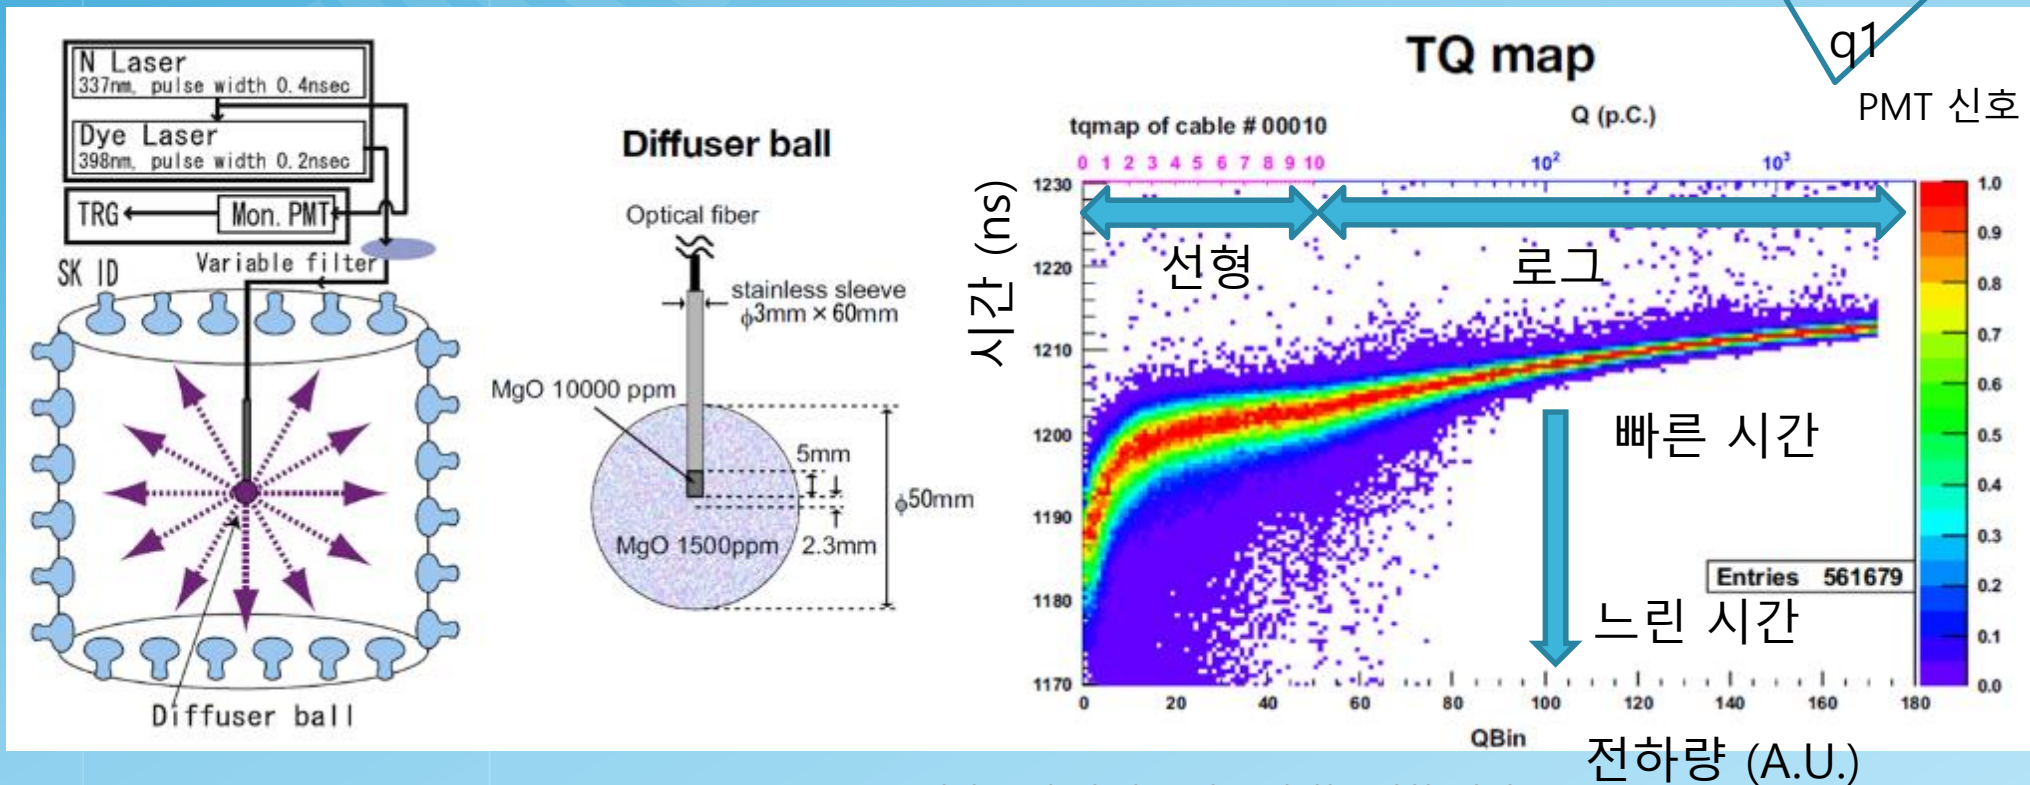 N Laser
337nm, pulse width 0.4nsec
Dye Laser
398nm, pulse width 0.2nsec
TRG
Mon. PMT
Variable filter
SK ID
Diffuser ball
Diffuser ball
Optical fiber
stainless sleeve
ϕ3mm × 60mm
MgO 10000 ppm
5mm
ϕ50mm
MgO 1500ppm
2.3mm
TQ map
q1
PMT 신호
Q (p.C.)
tqmap of cable # 00010
0 1 2 3 4 5 6 7 8 9 10
10²
10³
시간 (ns)
1230
1220
1210
1200
1190
1180
1170
선형
로그
빠른 시간
느린 시간
Entries 561679
1.0
0.9
0.8
0.7
0.6
0.5
0.4
0.3
0.2
0.1
0.0
0 20 40 60 80 100 120 140 160 180
QBin
전하량 (A.U.)